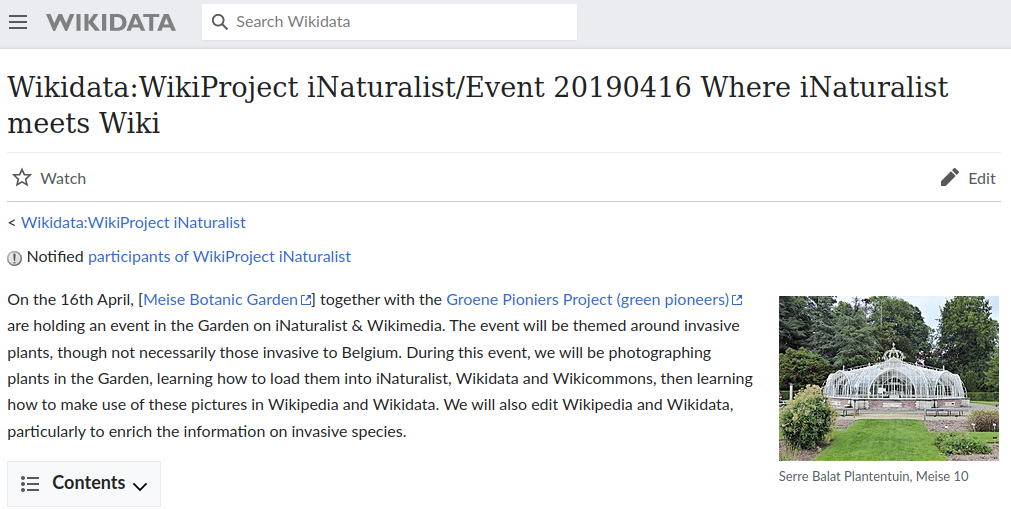 WIKIDATA
Search Wikidata
Wikidata:WikiProject iNaturalist/Event 20190416 Where iNaturalist
meets Wiki
Watch
Edit
< Wikidata:WikiProject iNaturalist
Notified participants of WikiProject iNaturalist
On the 16th April, [Meise Botanic Garden] together with the Groene Pioniers Project (green pioneers)
are holding an event in the Garden on iNaturalist & Wikimedia. The event will be themed around invasive
plants, though not necessarily those invasive to Belgium. During this event, we will be photographing
plants in the Garden, learning how to load them into iNaturalist, Wikidata and Wikicommons, then learning
how to make use of these pictures in Wikipedia and Wikidata. We will also edit Wikipedia and Wikidata,
particularly to enrich the information on invasive species.
Serre Balat Plantentuin, Meise 10
Contents